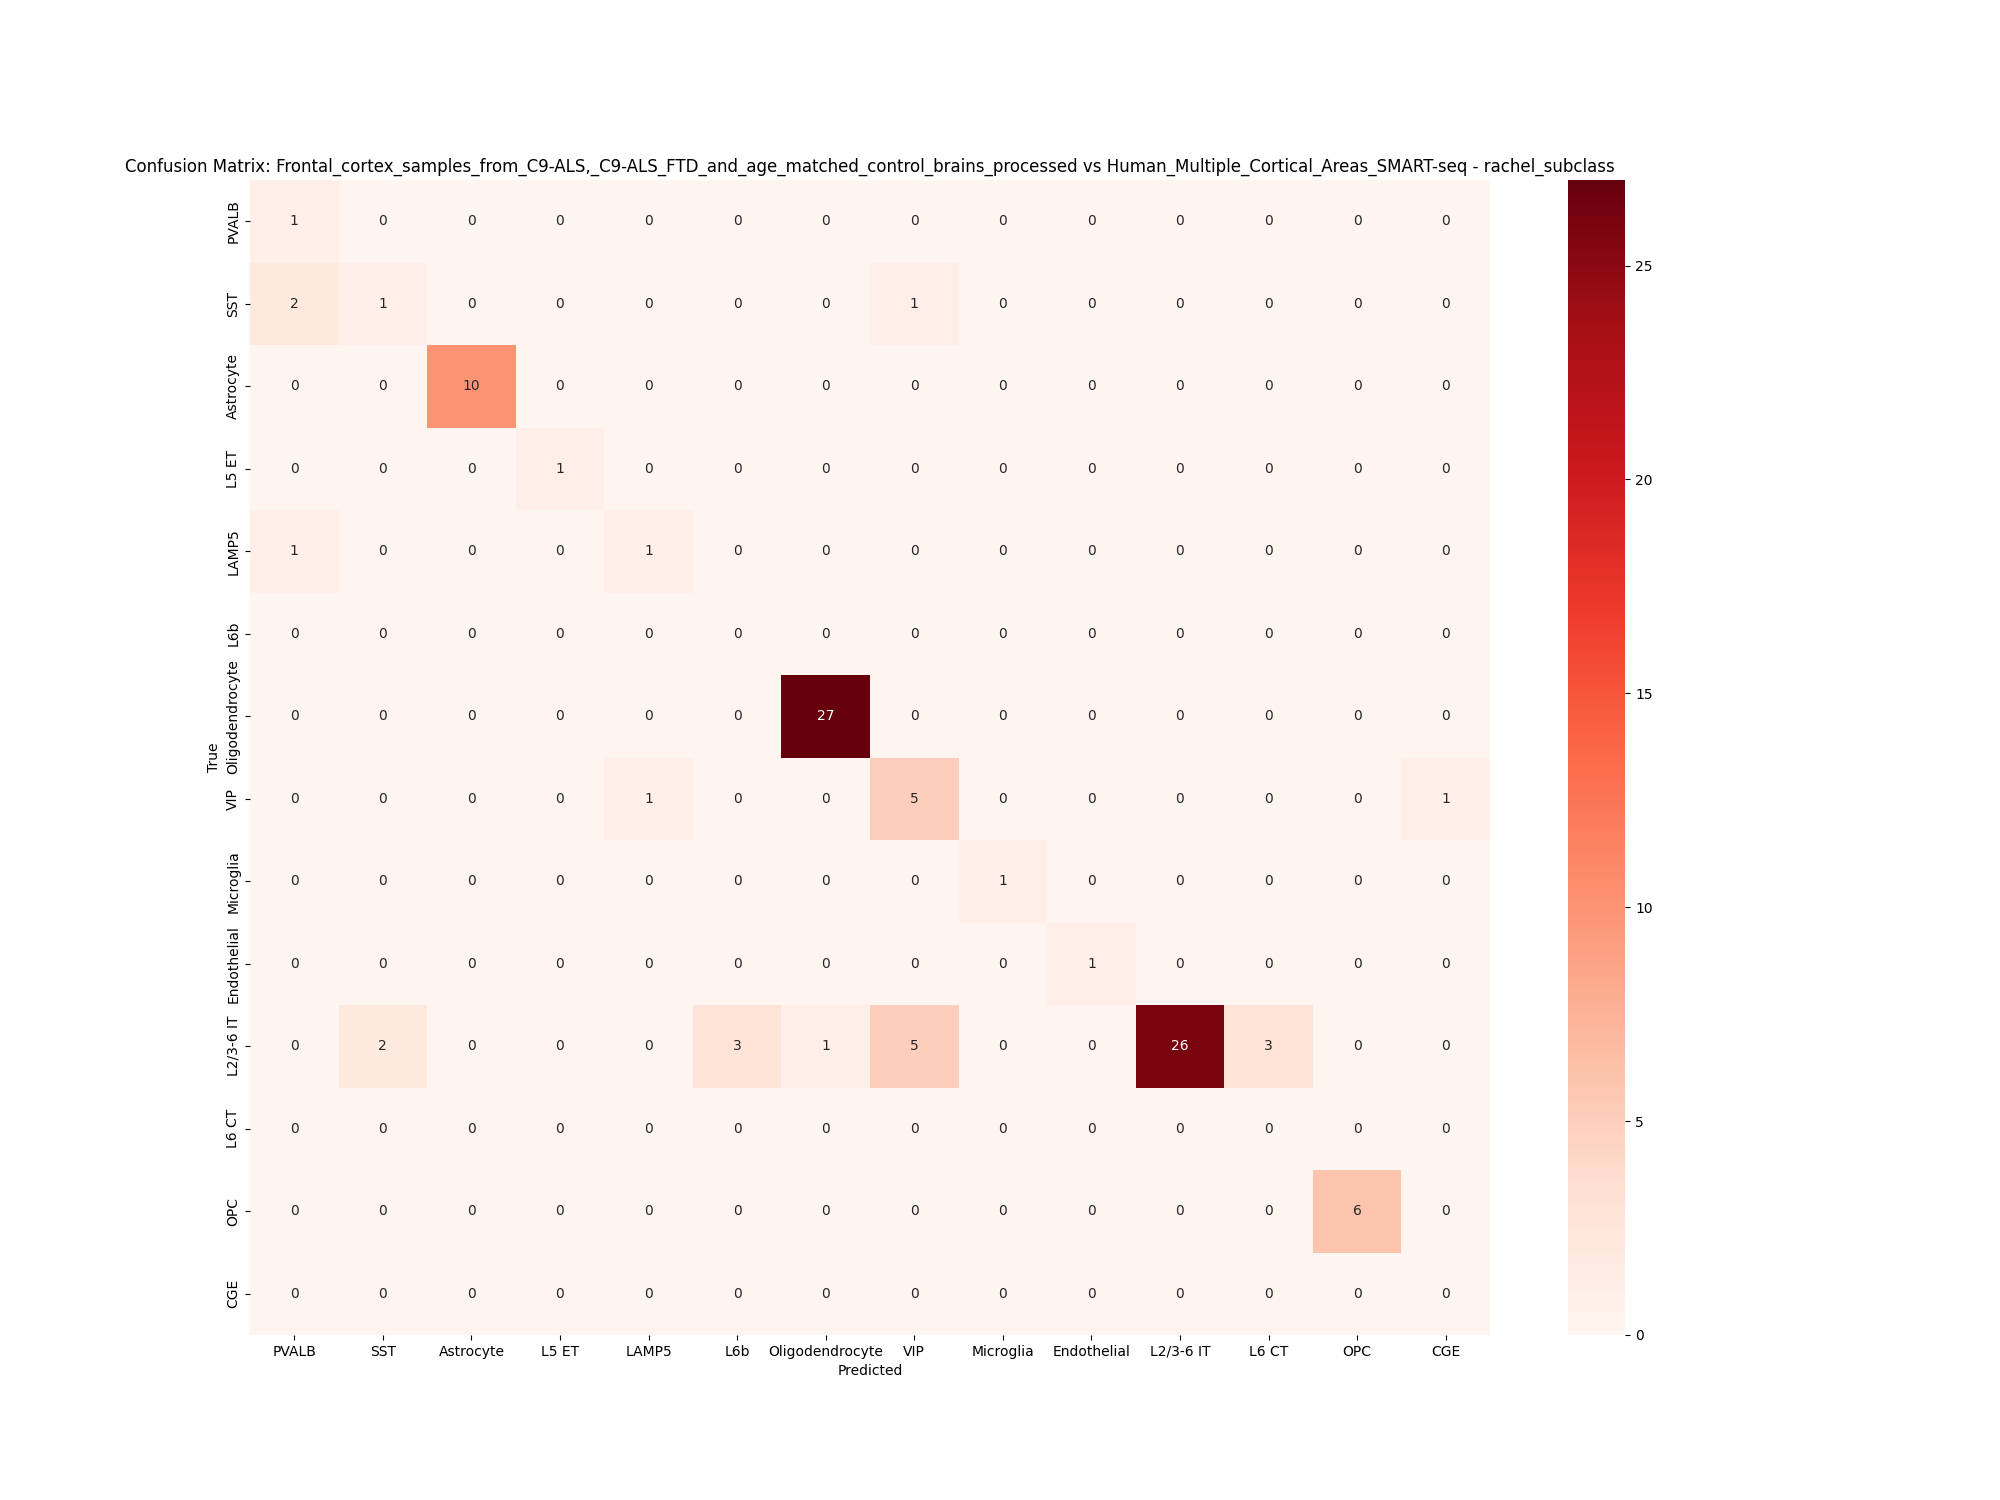 Confusion Matrix: Frontal_cortex_samples_from_C9-ALS,_C9-ALS_FTD_and_age_matched_control_brains_processed vs Human_Multiple_Cortical_Areas_SMART-seq - rachel_subclass
PVALB 1 0 0 0 0 0 0 0 0 0 0 0 0 0
SST 2 1 0 0 0 0 0 1 0 0 0 0 0 0
Astrocyte 0 0 10 0 0 0 0 0 0 0 0 0 0 0
L5 ET 0 0 0 1 0 0 0 0 0 0 0 0 0 0
LAMP5 1 0 0 0 1 0 0 0 0 0 0 0 0 0
L6b 0 0 0 0 0 0 0 0 0 0 0 0 0 0
Oligodendrocyte 0 0 0 0 0 0 27 0 0 0 0 0 0 0
True
VIP 0 0 0 0 1 0 0 5 0 0 0 0 0 1
Microglia 0 0 0 0 0 0 0 0 1 0 0 0 0 0
Endothelial 0 0 0 0 0 0 0 0 0 1 0 0 0 0
L2/3-6 IT 0 2 0 0 0 3 1 5 0 0 26 3 0 0
L6 CT 0 0 0 0 0 0 0 0 0 0 0 0 0 0
OPC 0 0 0 0 0 0 0 0 0 0 0 0 6 0
CGE 0 0 0 0 0 0 0 0 0 0 0 0 0 0
PVALB SST Astrocyte L5 ET LAMP5 L6b Oligodendrocyte VIP Microglia Endothelial L2/3-6 IT L6 CT OPC CGE
Predicted
25
20
15
10
5
0